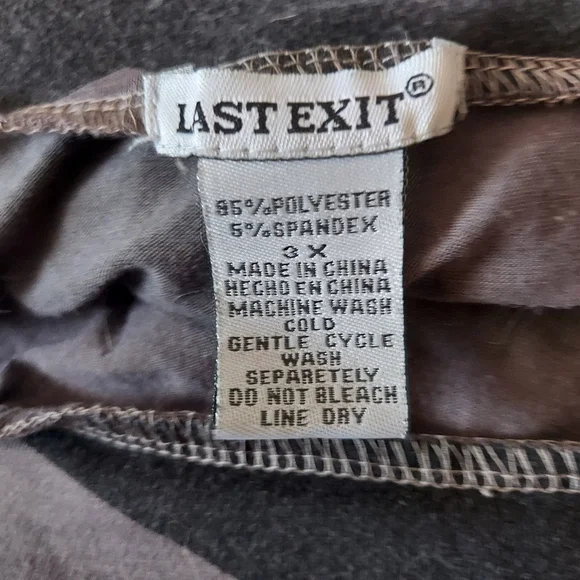 LAST EXIT®
95%POLYESTER
5%SPANDEX
3X
MADE IN CHINA
HECHO EN CHINA
MACHINE WASH
COLD
GENTLE CYCLE
WASH
SEPARETELY
DO NOT BLEACH
LINE DRY